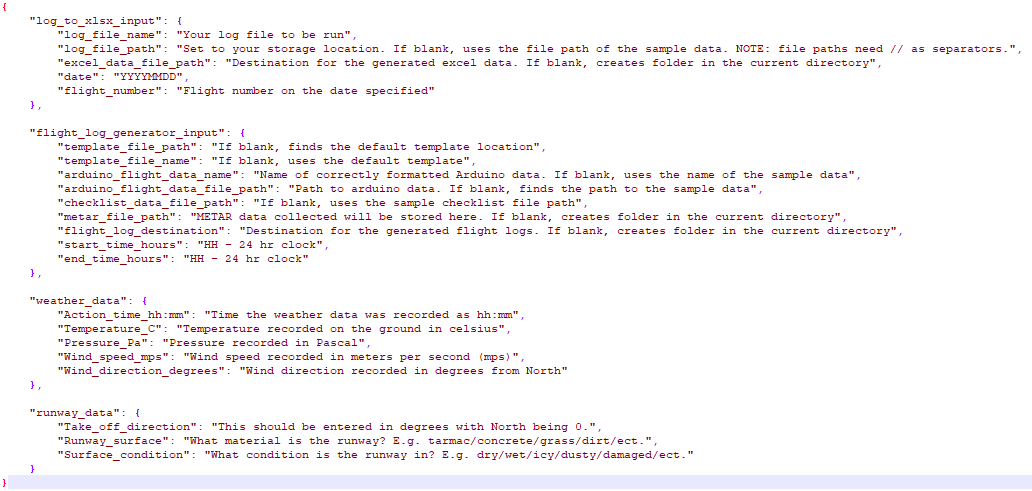 {
    "log_to_xlsx_input": {
        "log_file_name": "Your log file to be run",
        "log_file_path": "Set to your storage location. If blank, uses the file path of the sample data. NOTE: file paths need // as separators.",
        "excel_data_file_path": "Destination for the generated excel data. If blank, creates folder in the current directory",
        "date": "YYYYMMDD",
        "flight_number": "Flight number on the date specified"
    },

    "flight_log_generator_input": {
        "template_file_path": "If blank, finds the default template location",
        "template_file_name": "If blank, uses the default template",
        "arduino_flight_data_name": "Name of correctly formatted Arduino data. If blank, uses the name of the sample data",
        "arduino_flight_data_file_path": "Path to arduino data. If blank, finds the path to the sample data",
        "checklist_data_file_path": "If blank, uses the sample checklist file path",
        "metar_file_path": "METAR data collected will be stored here. If blank, creates folder in the current directory",
        "flight_log_destination": "Destination for the generated flight logs. If blank, creates folder in the current directory",
        "start_time_hours": "HH - 24 hr clock",
        "end_time_hours": "HH - 24 hr clock"
    },

    "weather_data": {
        "Action_time_hh:mm": "Time the weather data was recorded as hh:mm",
        "Temperature_C": "Temperature recorded on the ground in celsius",
        "Pressure_Pa": "Pressure recorded in Pascal",
        "Wind_speed_mps": "Wind speed recorded in meters per second (mps)",
        "Wind_direction_degrees": "Wind direction recorded in degrees from North"
    },

    "runway_data": {
        "Take_off_direction": "This should be entered in degrees with North being 0.",
        "Runway_surface": "What material is the runway? E.g. tarmac/concrete/grass/dirt/ect.",
        "Surface_condition": "What condition is the runway in? E.g. dry/wet/icy/dusty/damaged/ect."
    }
}